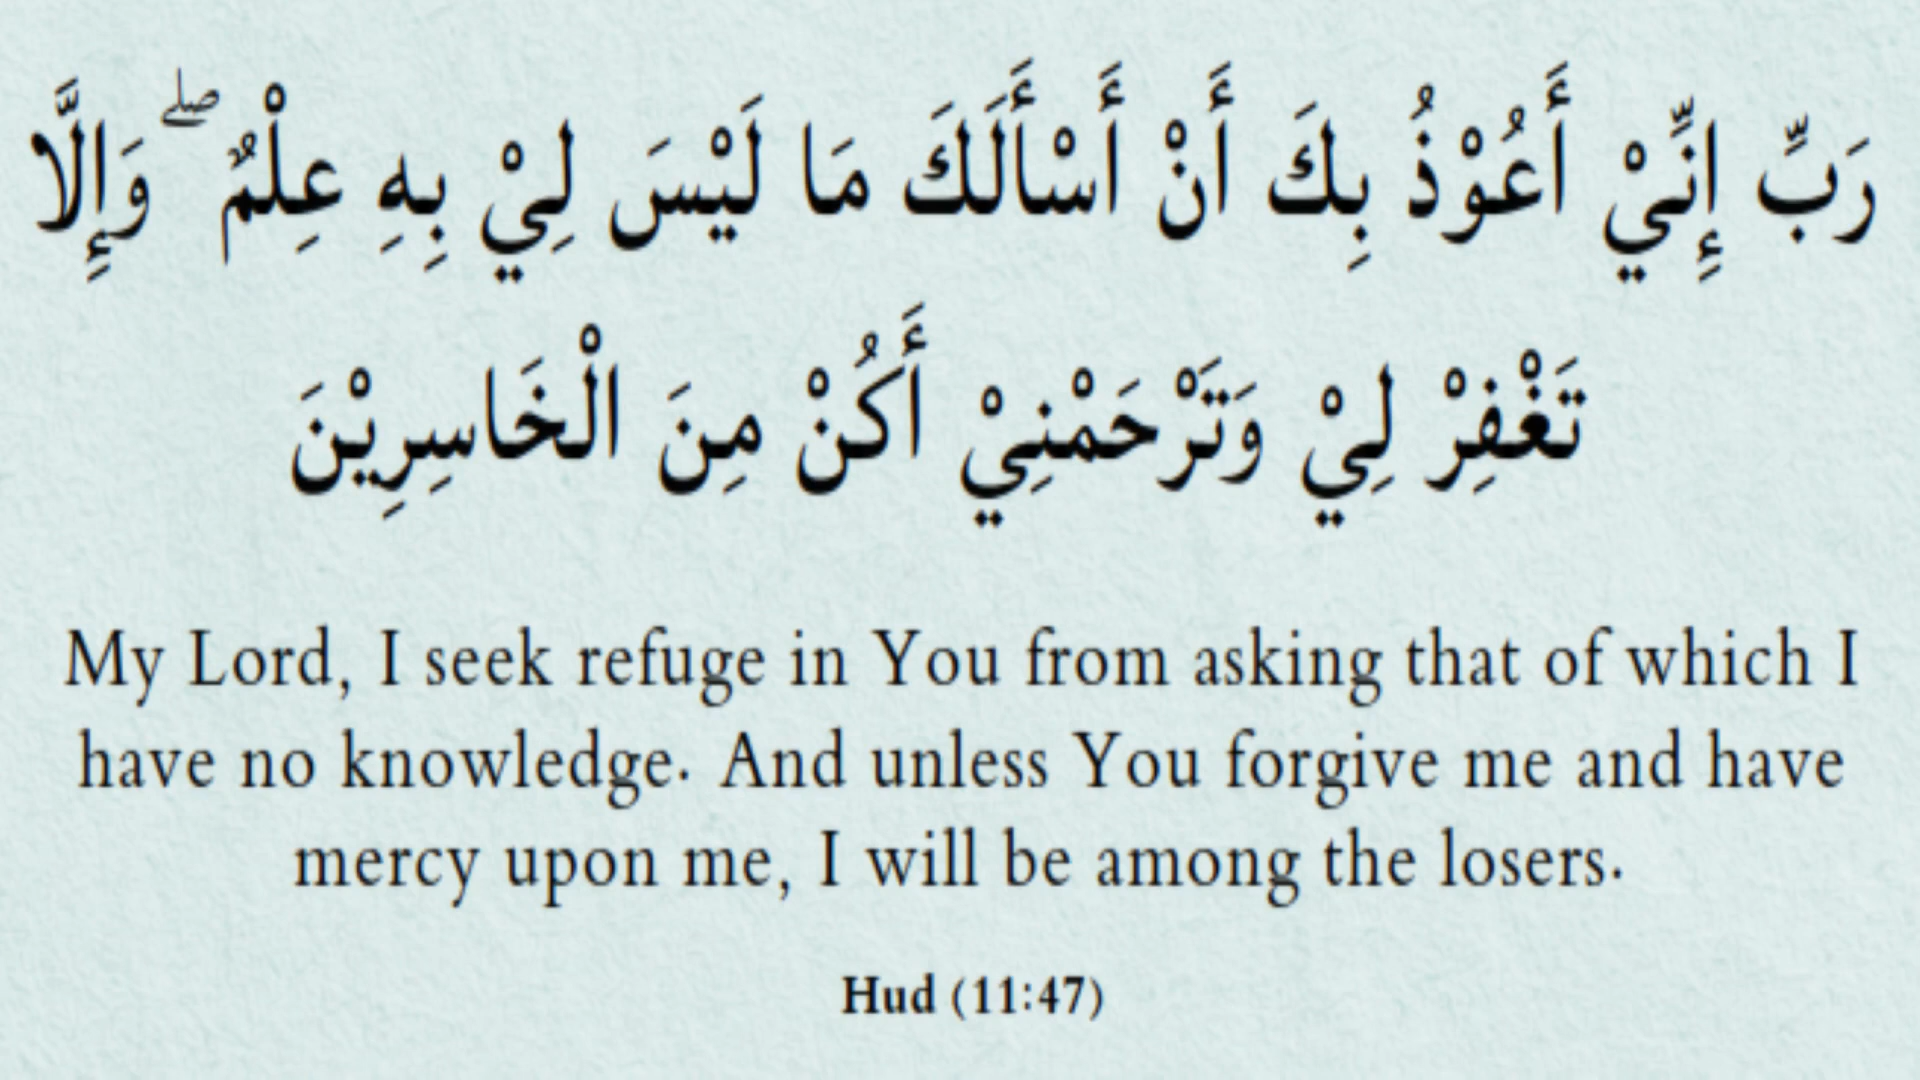 رَبِّ إِنِّيْ أَعُوْذُ بِكَ أَنْ أَسْأَلَكَ مَا لَيْسَ لِيْ بِهِ عِلْمٌ ۖ وَإِلَّا
تَغْفِرْ لِيْ وَتَرْحَمْنِيْ أَكُنْ مِنَ الْخَاسِرِيْنَ
My Lord, I seek refuge in You from asking that of which I
have no knowledge. And unless You forgive me and have
mercy upon me, I will be among the losers.
Hud (11:47)